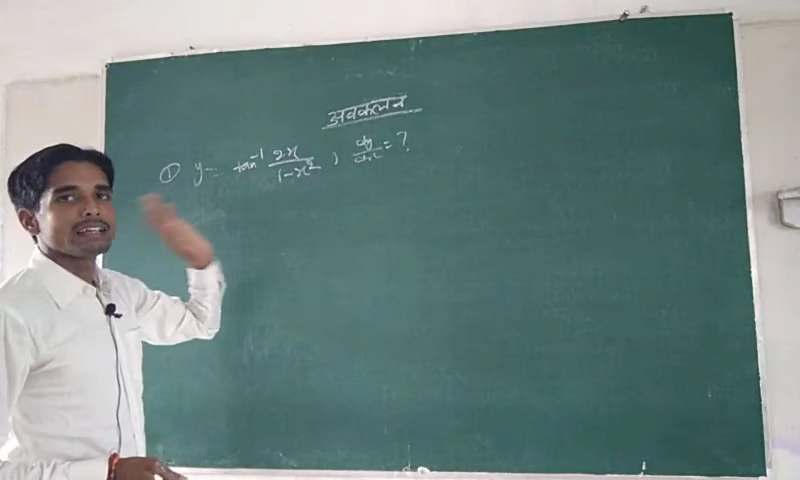 अवकलन
① y = tan⁻¹ 2x/1-x², dy/dx = ?